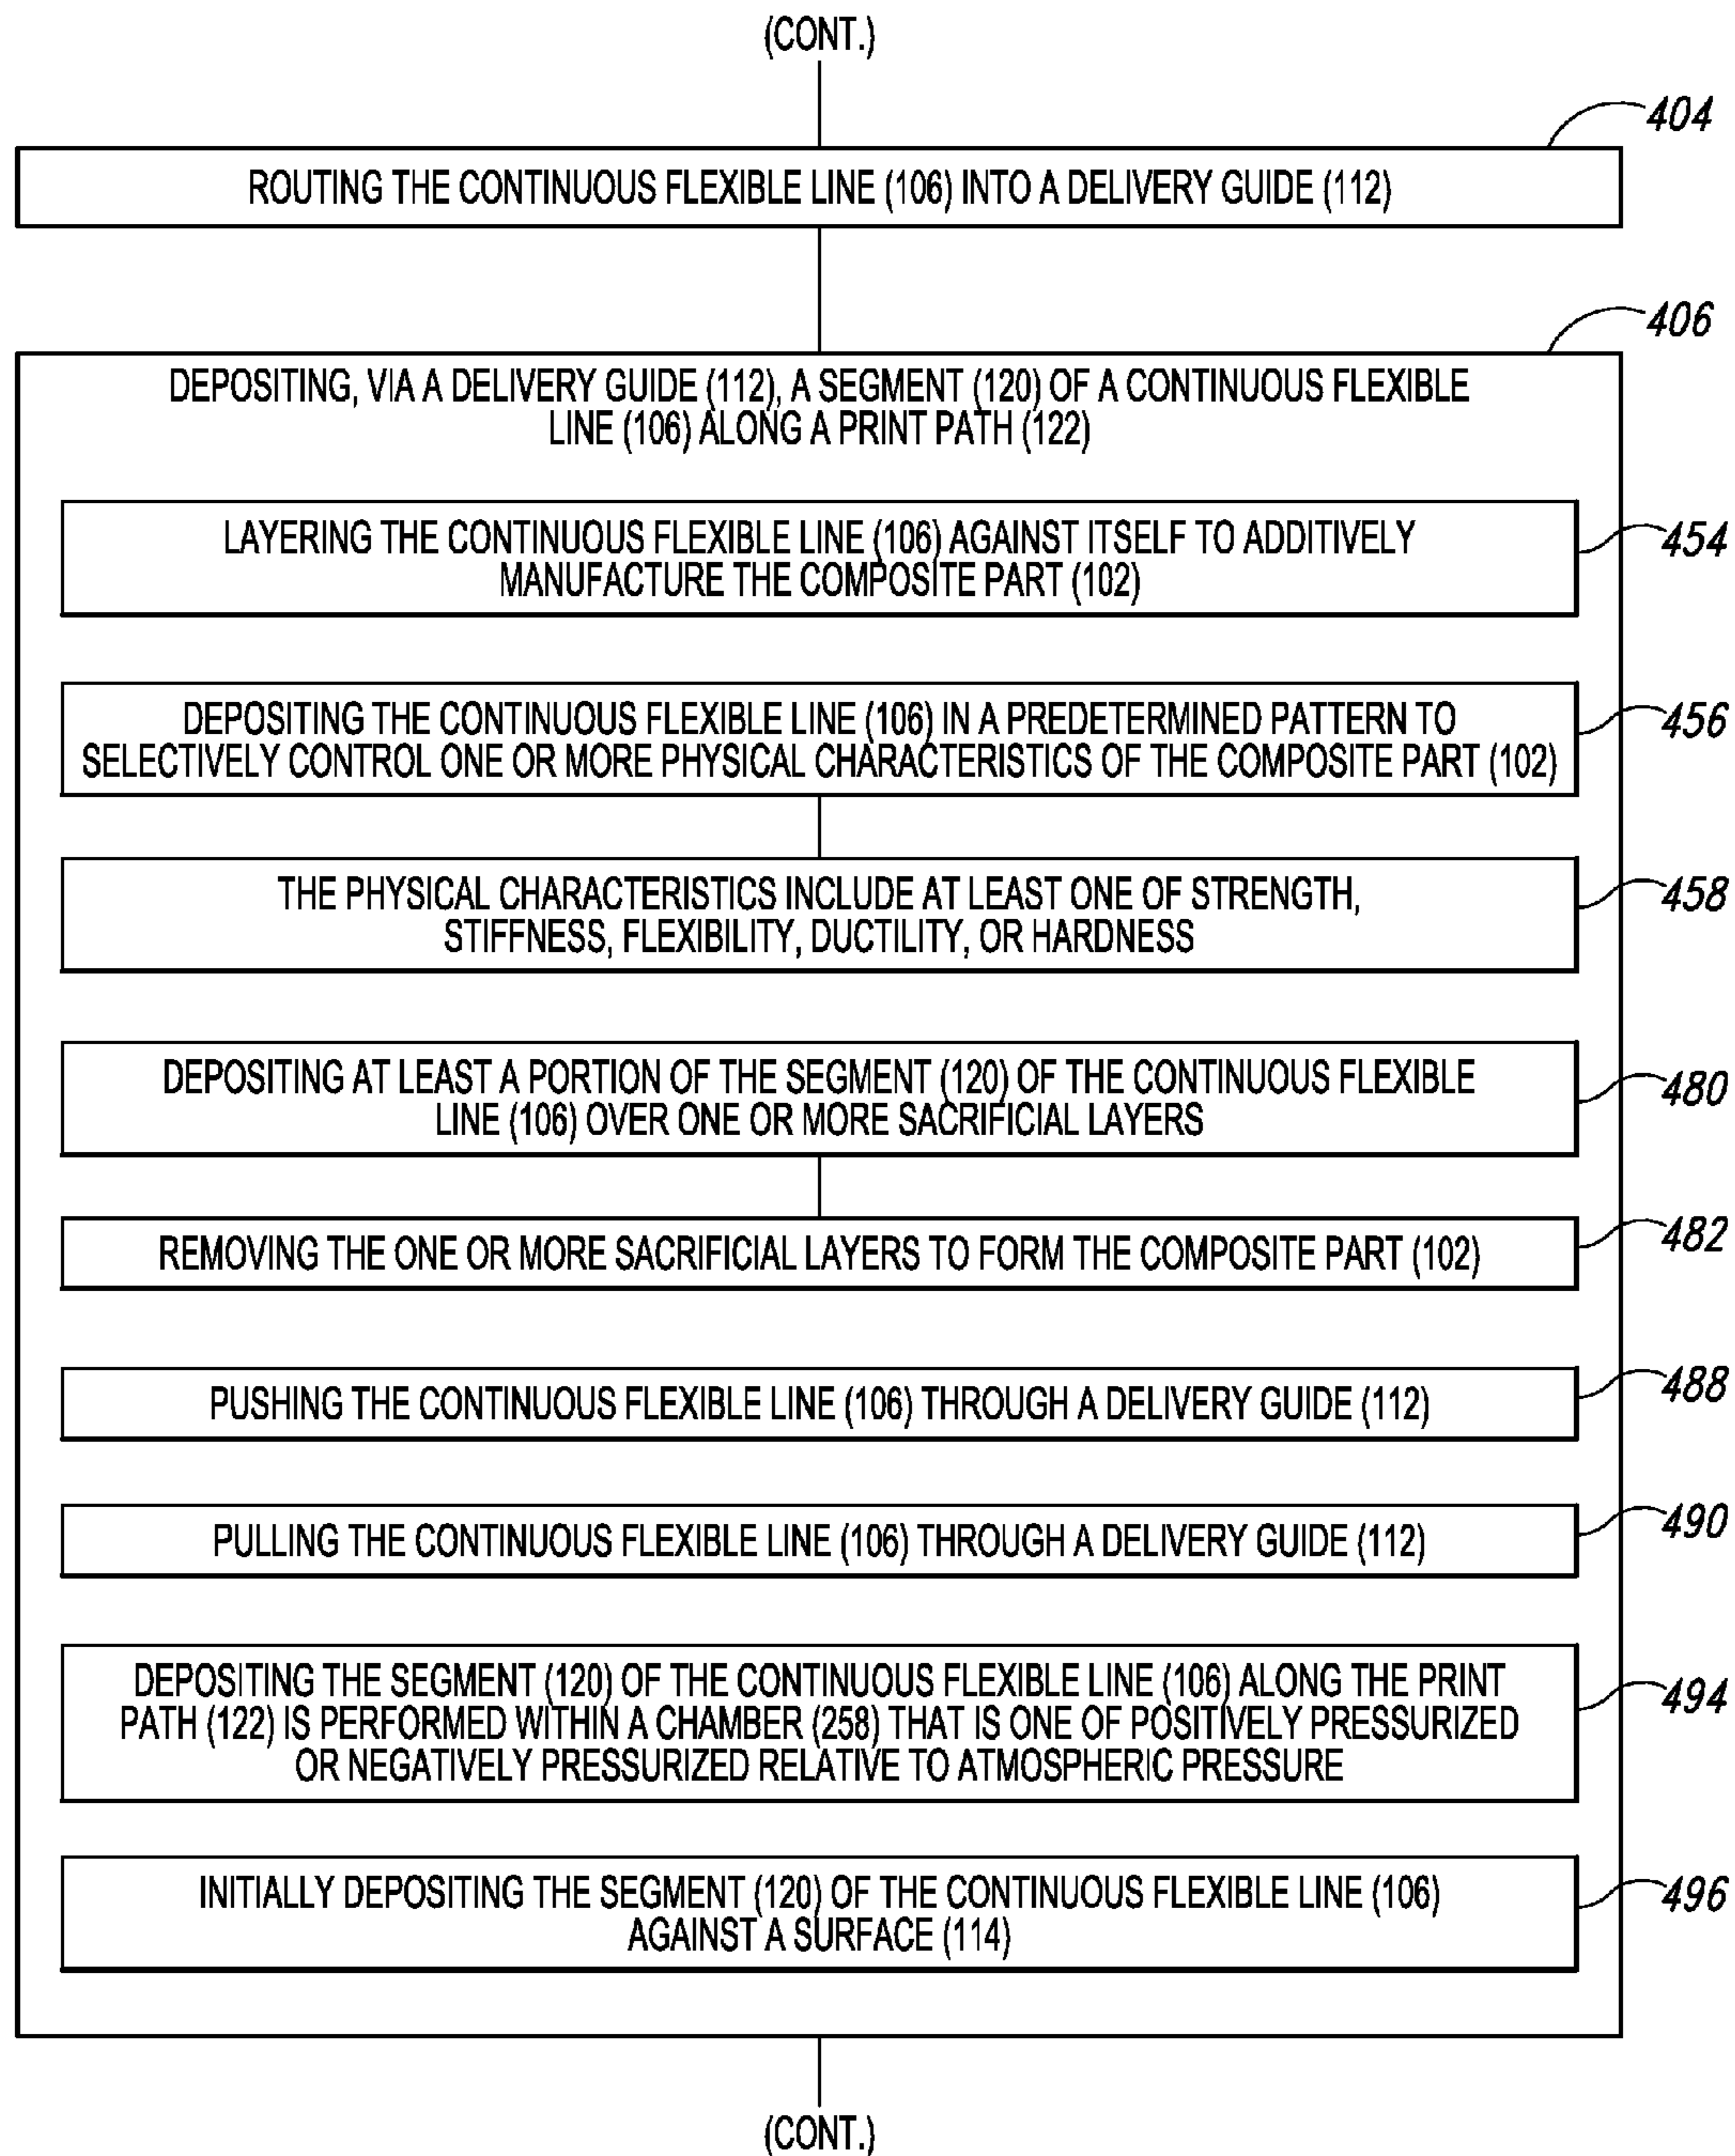 (CONT.)
404
ROUTING THE CONTINUOUS FLEXIBLE LINE (106) INTO A DELIVERY GUIDE (112)
406
DEPOSITING, VIA A DELIVERY GUIDE (112), A SEGMENT (120) OF A CONTINUOUS FLEXIBLE
LINE (106) ALONG A PRINT PATH (122)
LAYERING THE CONTINUOUS FLEXIBLE LINE (106) AGAINST ITSELF TO ADDITIVELY
MANUFACTURE THE COMPOSITE PART (102)
454
DEPOSITING THE CONTINUOUS FLEXIBLE LINE (106) IN A PREDETERMINED PATTERN TO
SELECTIVELY CONTROL ONE OR MORE PHYSICAL CHARACTERISTICS OF THE COMPOSITE PART (102)
456
THE PHYSICAL CHARACTERISTICS INCLUDE AT LEAST ONE OF STRENGTH,
STIFFNESS, FLEXIBILITY, DUCTILITY, OR HARDNESS
458
DEPOSITING AT LEAST A PORTION OF THE SEGMENT (120) OF THE CONTINUOUS FLEXIBLE
LINE (106) OVER ONE OR MORE SACRIFICIAL LAYERS
480
REMOVING THE ONE OR MORE SACRIFICIAL LAYERS TO FORM THE COMPOSITE PART (102)
482
PUSHING THE CONTINUOUS FLEXIBLE LINE (106) THROUGH A DELIVERY GUIDE (112)
488
PULLING THE CONTINUOUS FLEXIBLE LINE (106) THROUGH A DELIVERY GUIDE (112)
490
DEPOSITING THE SEGMENT (120) OF THE CONTINUOUS FLEXIBLE LINE (106) ALONG THE PRINT
PATH (122) IS PERFORMED WITHIN A CHAMBER (258) THAT IS ONE OF POSITIVELY PRESSURIZED
OR NEGATIVELY PRESSURIZED RELATIVE TO ATMOSPHERIC PRESSURE
494
INITIALLY DEPOSITING THE SEGMENT (120) OF THE CONTINUOUS FLEXIBLE LINE (106)
AGAINST A SURFACE (114)
496
(CONT.)